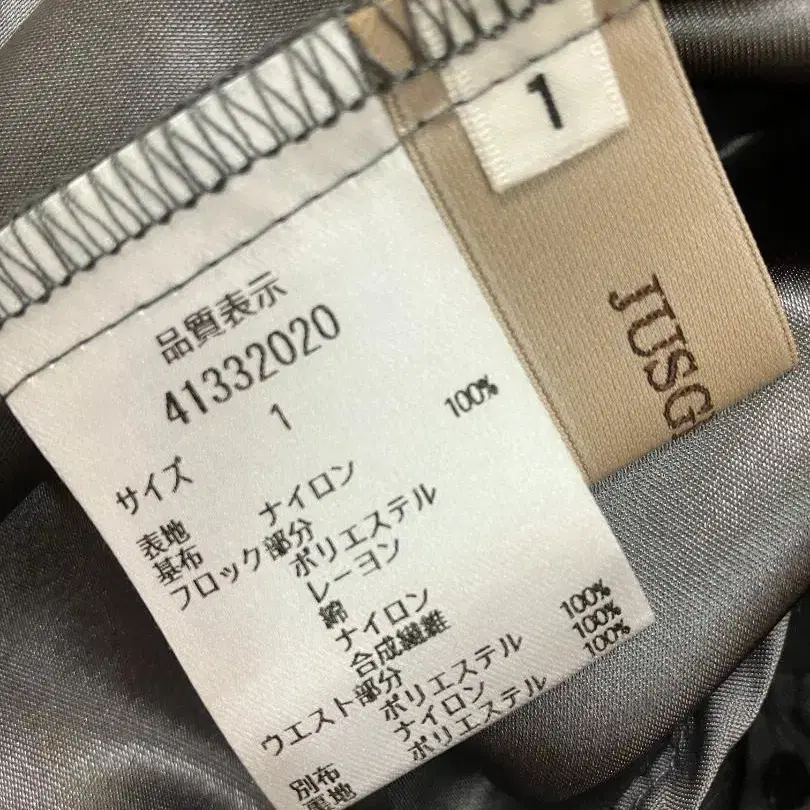 品質表示
41332020
サイズ 1
表地
基布 ナイロン 100%
フロック部分
ポリエステル
レーヨン
綿
ナイロン
合成繊維
ウエスト部分
ポリエステル 100%
別布 ナイロン 100%
裏地 ポリエステル 100%
1
JUSG